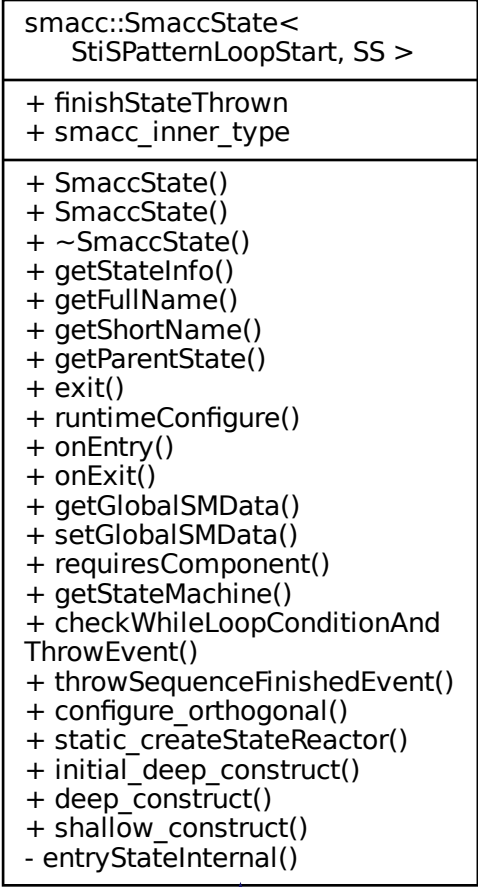 smacc::SmaccState<
StiSPatternLoopStart, SS >
+ finishStateThrown
+ smacc_inner_type
+ SmaccState()
+ SmaccState()
+ ~SmaccState()
+ getStateInfo()
+ getFullName()
+ getShortName()
+ getParentState()
+ exit()
+ runtimeConfigure()
+ onEntry()
+ onExit()
+ getGlobalSMData()
+ setGlobalSMData()
+ requiresComponent()
+ getStateMachine()
+ checkWhileLoopConditionAnd
ThrowEvent()
+ throwSequenceFinishedEvent()
+ configure_orthogonal()
+ static_createStateReactor()
+ initial_deep_construct()
+ deep_construct()
+ shallow_construct()
- entryStateInternal()